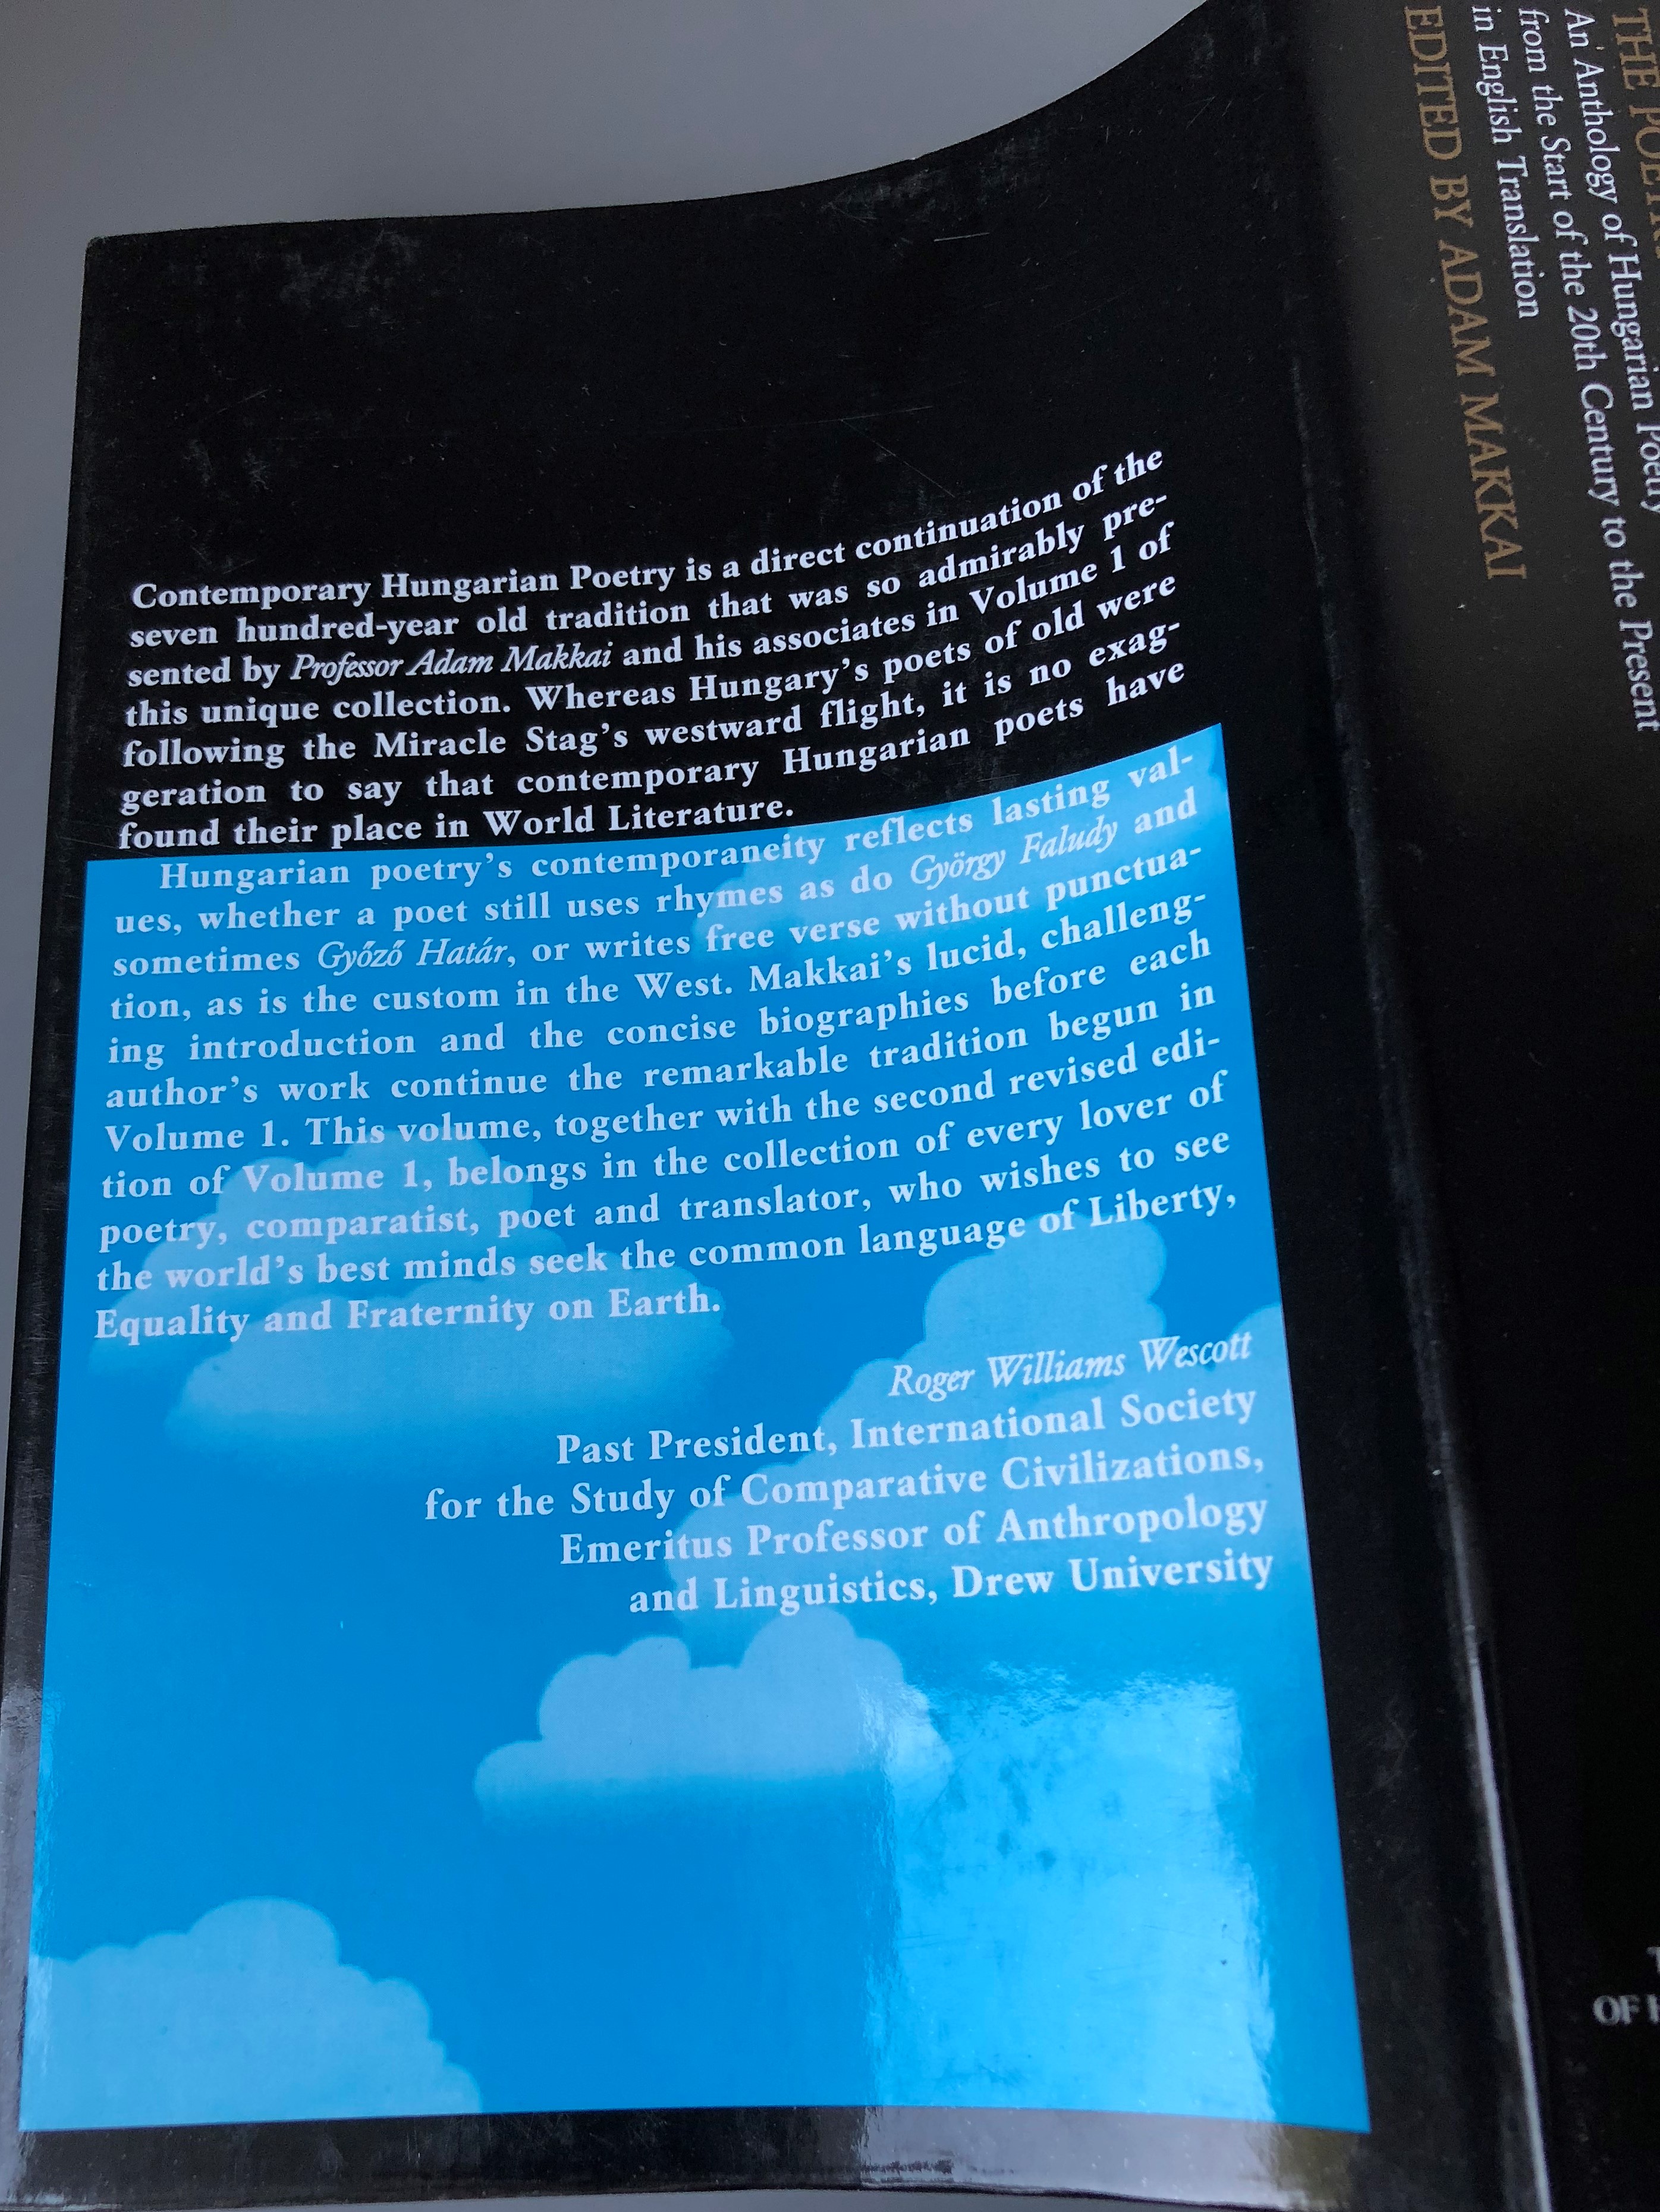 Contemporary Hungarian Poetry is a direct continuation of the
seven hundred-year old tradition that was so admirably pre-
sented by Professor Adam Makkai and his associates in Volume 1 of
this unique collection. Whereas Hungary's poets of old were
following the Miracle Stag's westward flight, it is no exag-
geration to say that contemporary Hungarian poets have
found their place in World Literature.
Hungarian poetry's contemporaneity reflects lasting val-
ues, whether a poet still uses rhymes as do György Faludy and
sometimes Győző Határ, or writes free verse without punctua-
tion, as is the custom in the West. Makkai's lucid, challeng-
ing introduction and the concise biographies before each
author's work continue the remarkable tradition begun in
Volume 1. This volume, together with the second revised edi-
tion of Volume 1, belongs in the collection of every lover of
poetry, comparatist, poet and translator, who wishes to see
the world's best minds seek the common language of Liberty,
Equality and Fraternity on Earth.
Roger Williams Wescott
Past President, International Society
for the Study of Comparative Civilizations,
Emeritus Professor of Anthropology
and Linguistics, Drew University
THE
An Anthology of Hungarian Poetry
from the Start of the 20th Century to the Present
in English Translation
EDITED BY ADAM MAKKAI
OF